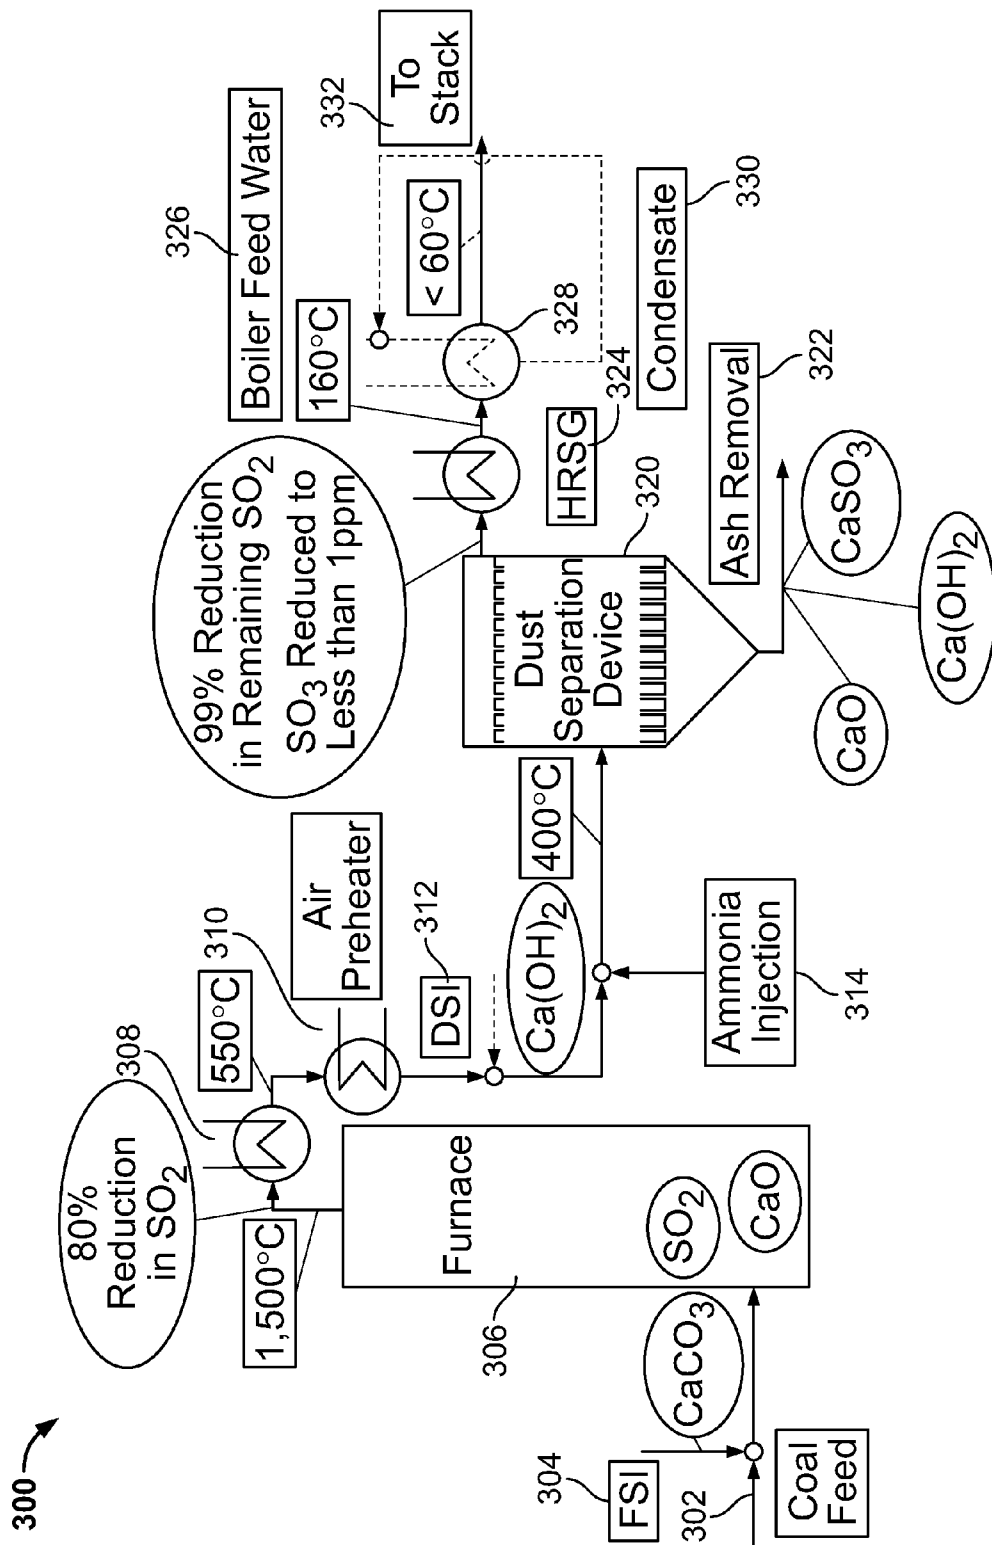 300
FSI
304
302
Coal
Feed
CaCO3
306
Furnace
SO2
CaO
1,500°C
80%
Reduction
in SO2
308
550°C
310
Air
Preheater
DSI
312
Ca(OH)2
Ammonia
Injection
314
400°C
Dust
Separation
Device
320
99% Reduction
in Remaining SO2
SO3 Reduced to
Less than 1ppm
CaO
Ca(OH)2
CaSO3
Ash Removal
322
HRSG
324
160°C
Boiler Feed Water
326
328
< 60°C
Condensate
330
To
Stack
332